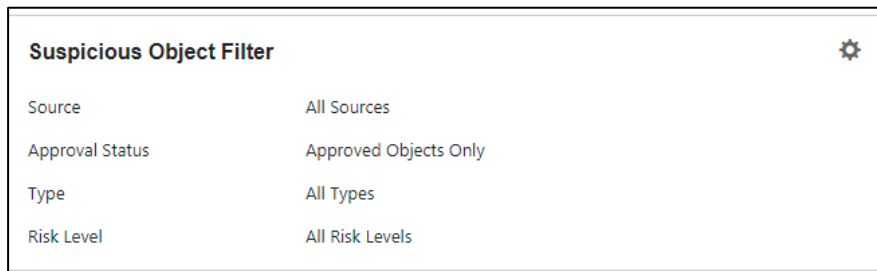 Suspicious Object Filter
Source All Sources
Approval Status Approved Objects Only
Type All Types
Risk Level All Risk Levels